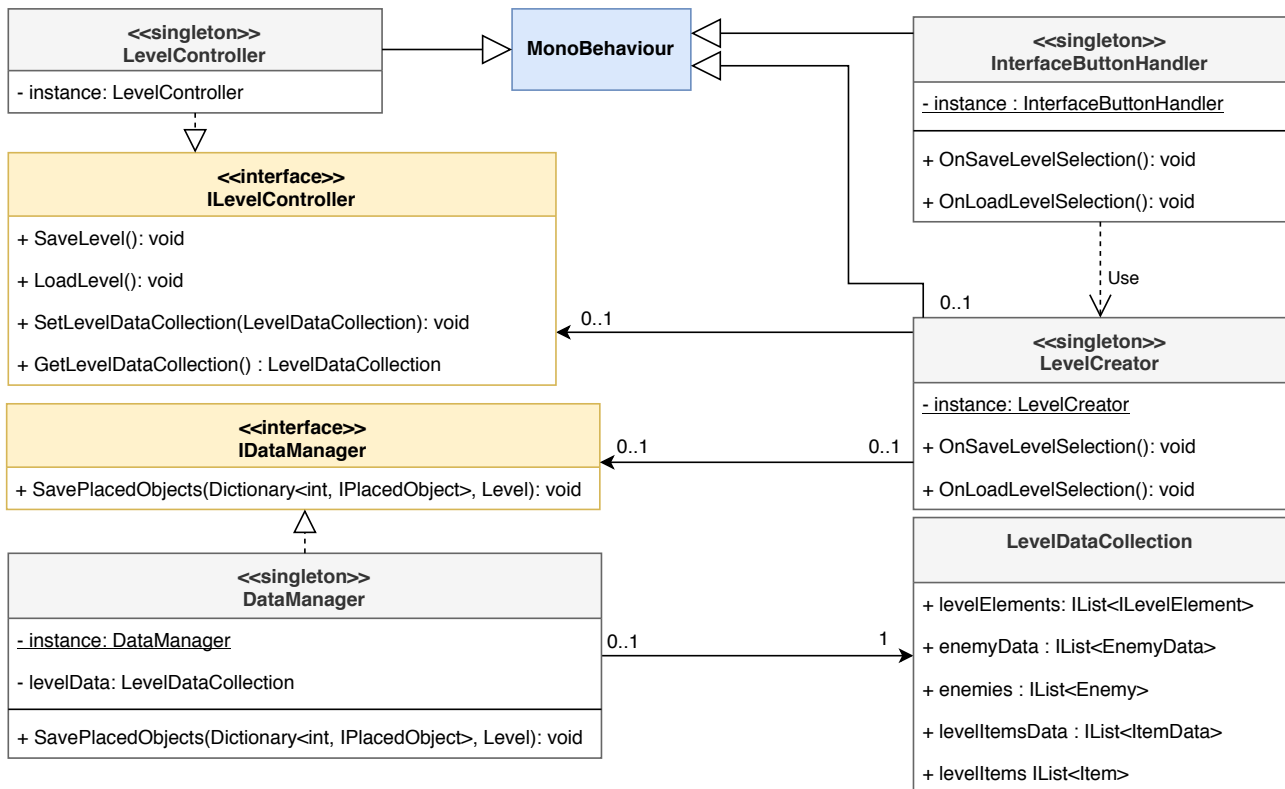 <<singleton>>
LevelController
- instance: LevelController
MonoBehaviour
<<singleton>>
InterfaceButtonHandler
- instance : InterfaceButtonHandler
+ OnSaveLevelSelection(): void
+ OnLoadLevelSelection(): void
<<interface>>
ILevelController
+ SaveLevel(): void
+ LoadLevel(): void
+ SetLevelDataCollection(LevelDataCollection): void
+ GetLevelDataCollection() : LevelDataCollection
Use
0..1
0..1
<<singleton>>
LevelCreator
- instance: LevelCreator
+ OnSaveLevelSelection(): void
+ OnLoadLevelSelection(): void
<<interface>>
IDataManager
+ SavePlacedObjects(Dictionary<int, IPlacedObject>, Level): void
0..1
0..1
<<singleton>>
DataManager
- instance: DataManager
- levelData: LevelDataCollection
+ SavePlacedObjects(Dictionary<int, IPlacedObject>, Level): void
0..1
1
LevelDataCollection
+ levelElements: IList<ILevelElement>
+ enemyData : IList<EnemyData>
+ enemies : IList<Enemy>
+ levelItemsData : IList<ItemData>
+ levelItems IList<Item>